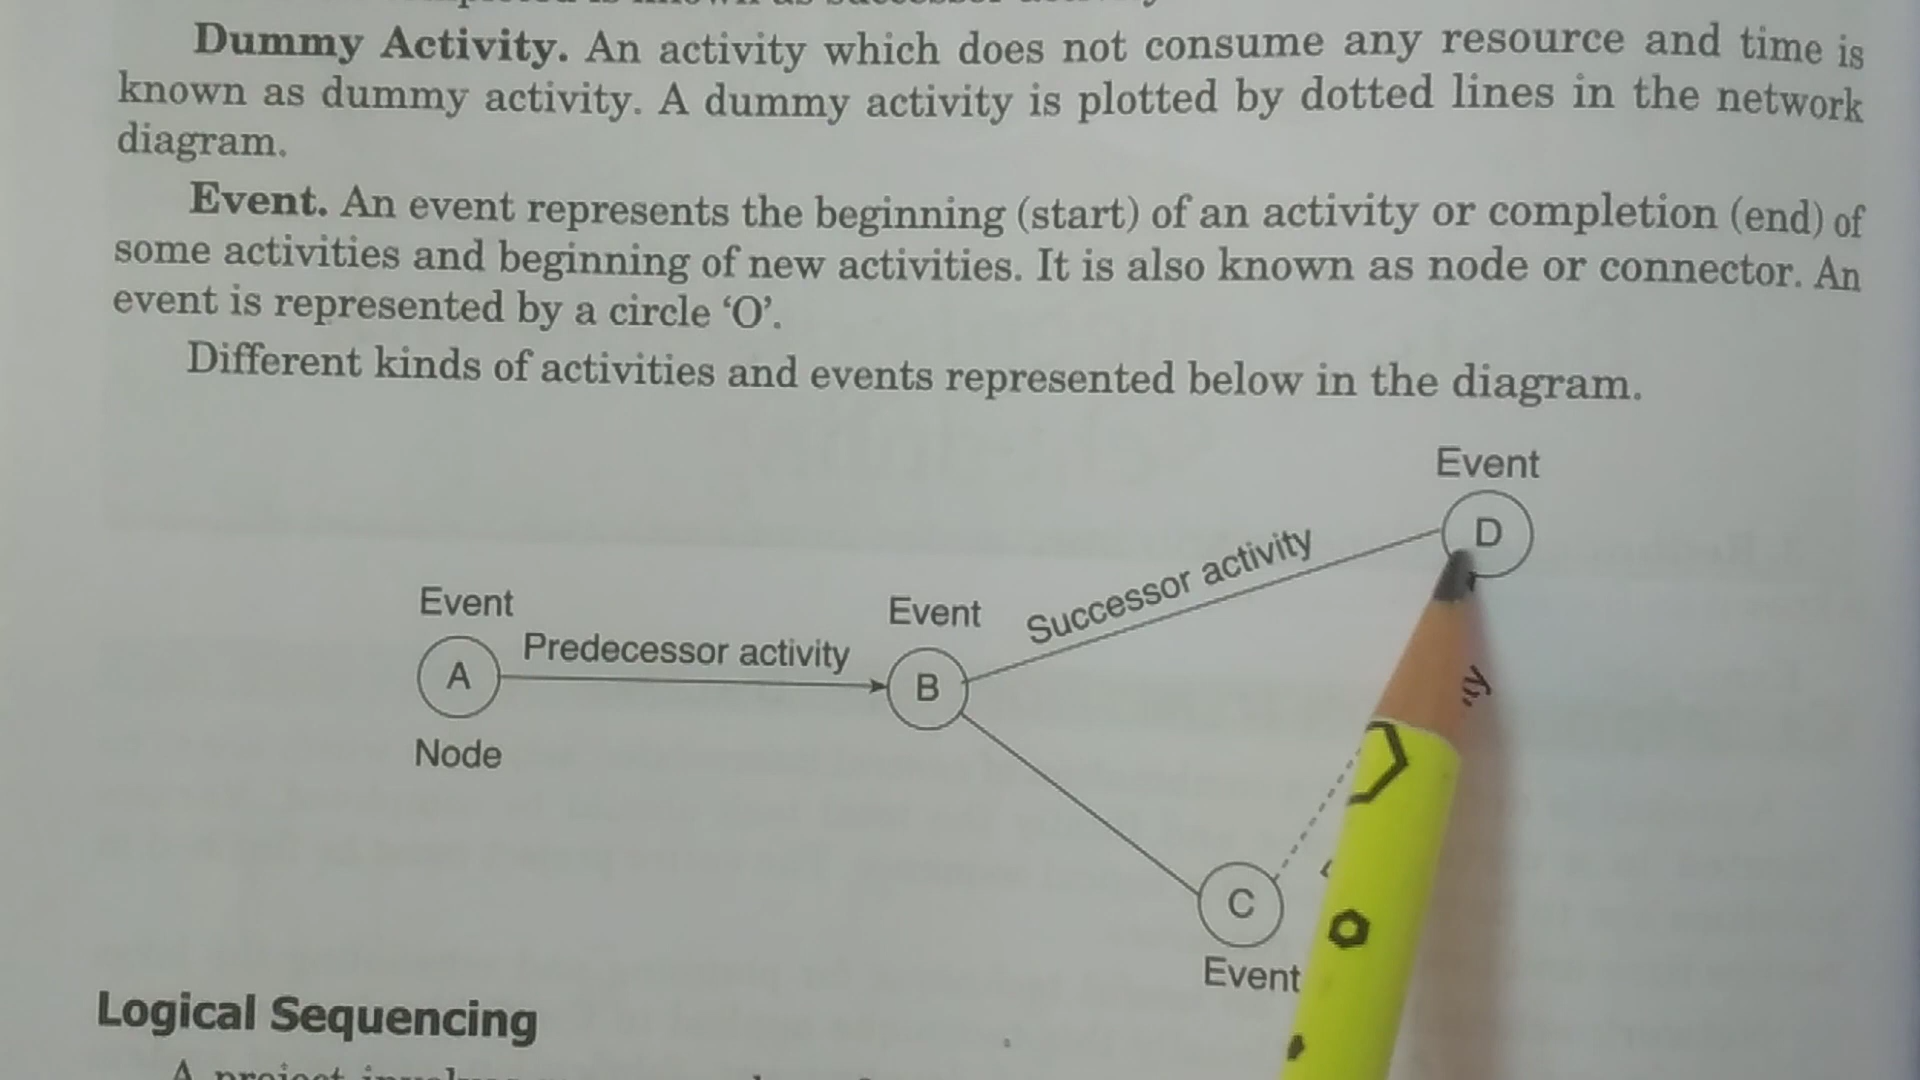 Dummy Activity. An activity which does not consume any resource and time is
known as dummy activity. A dummy activity is plotted by dotted lines in the network
diagram.
Event. An event represents the beginning (start) of an activity or completion (end) of
some activities and beginning of new activities. It is also known as node or connector. An
event is represented by a circle ‘O’.
Different kinds of activities and events represented below in the diagram.
Event
D
Successor activity
Event
Predecessor activity
Event
A
B
Node
C
Event
Logical Sequencing
A project